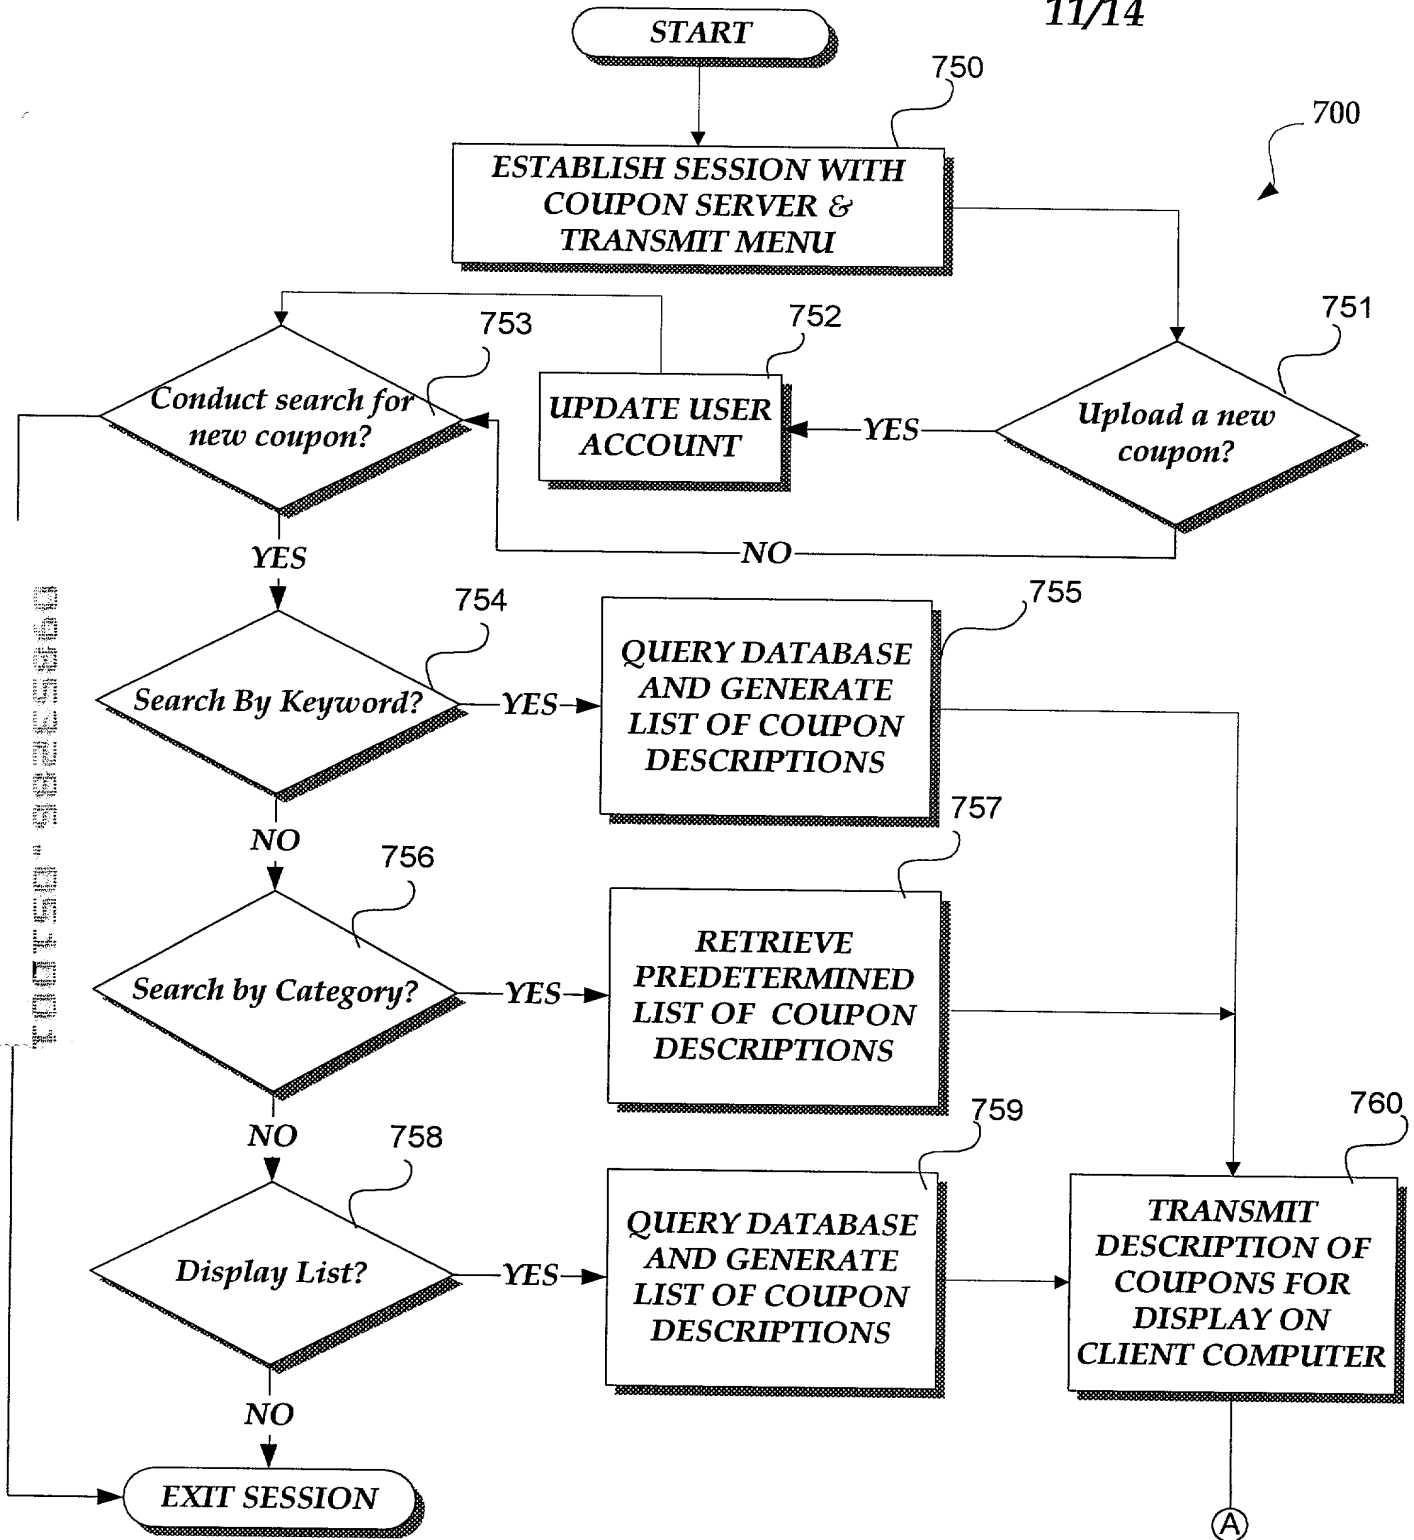 11/14
START
750
700
ESTABLISH SESSION WITH
COUPON SERVER &
TRANSMIT MENU
751
752
753
Conduct search for
new coupon?
UPDATE USER
ACCOUNT
YES
Upload a new
coupon?
NO
YES
754
755
Search By Keyword?
YES
QUERY DATABASE
AND GENERATE
LIST OF COUPON
DESCRIPTIONS
NO
756
757
Search by Category?
YES
RETRIEVE
PREDETERMINED
LIST OF COUPON
DESCRIPTIONS
NO
758
759
760
Display List?
YES
QUERY DATABASE
AND GENERATE
LIST OF COUPON
DESCRIPTIONS
TRANSMIT
DESCRIPTION OF
COUPONS FOR
DISPLAY ON
CLIENT COMPUTER
NO
EXIT SESSION
A